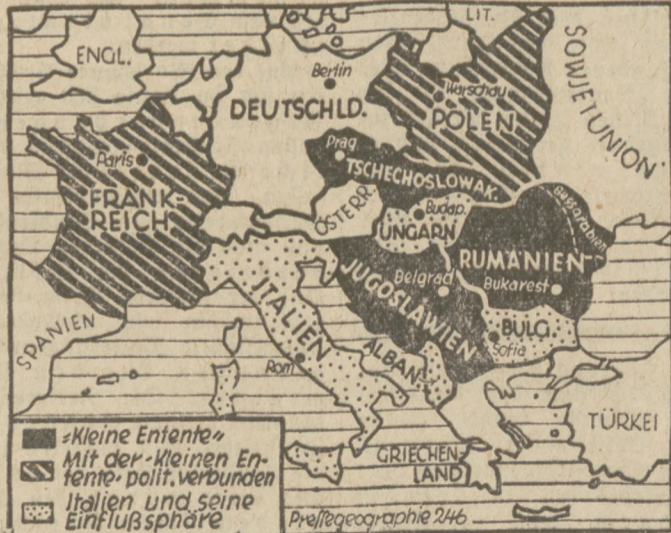 ENGL.
LIT.
SOWJETUNION.
Berlin
DEUTSCHLD.
Warschau
POLEN
Paris
FRANK-
REICH
Prag
TSCHECHOSLOWAK.
ÖSTERR.
Budap.
UNGARN
Bessarabien
RUMÄNIEN
Bukarest
JUGOSLAWIEN
Belgrad
ITALIEN
Rom
BULG.
Sofia
ALBAN.
SPANIEN
TÜRKEI
GRIECHEN-
LAND
»Kleine Entente«
Mit der »Kleinen En-
tente« polit. verbunden
Italien und seine
Einflußsphäre
Pressegeographie 246